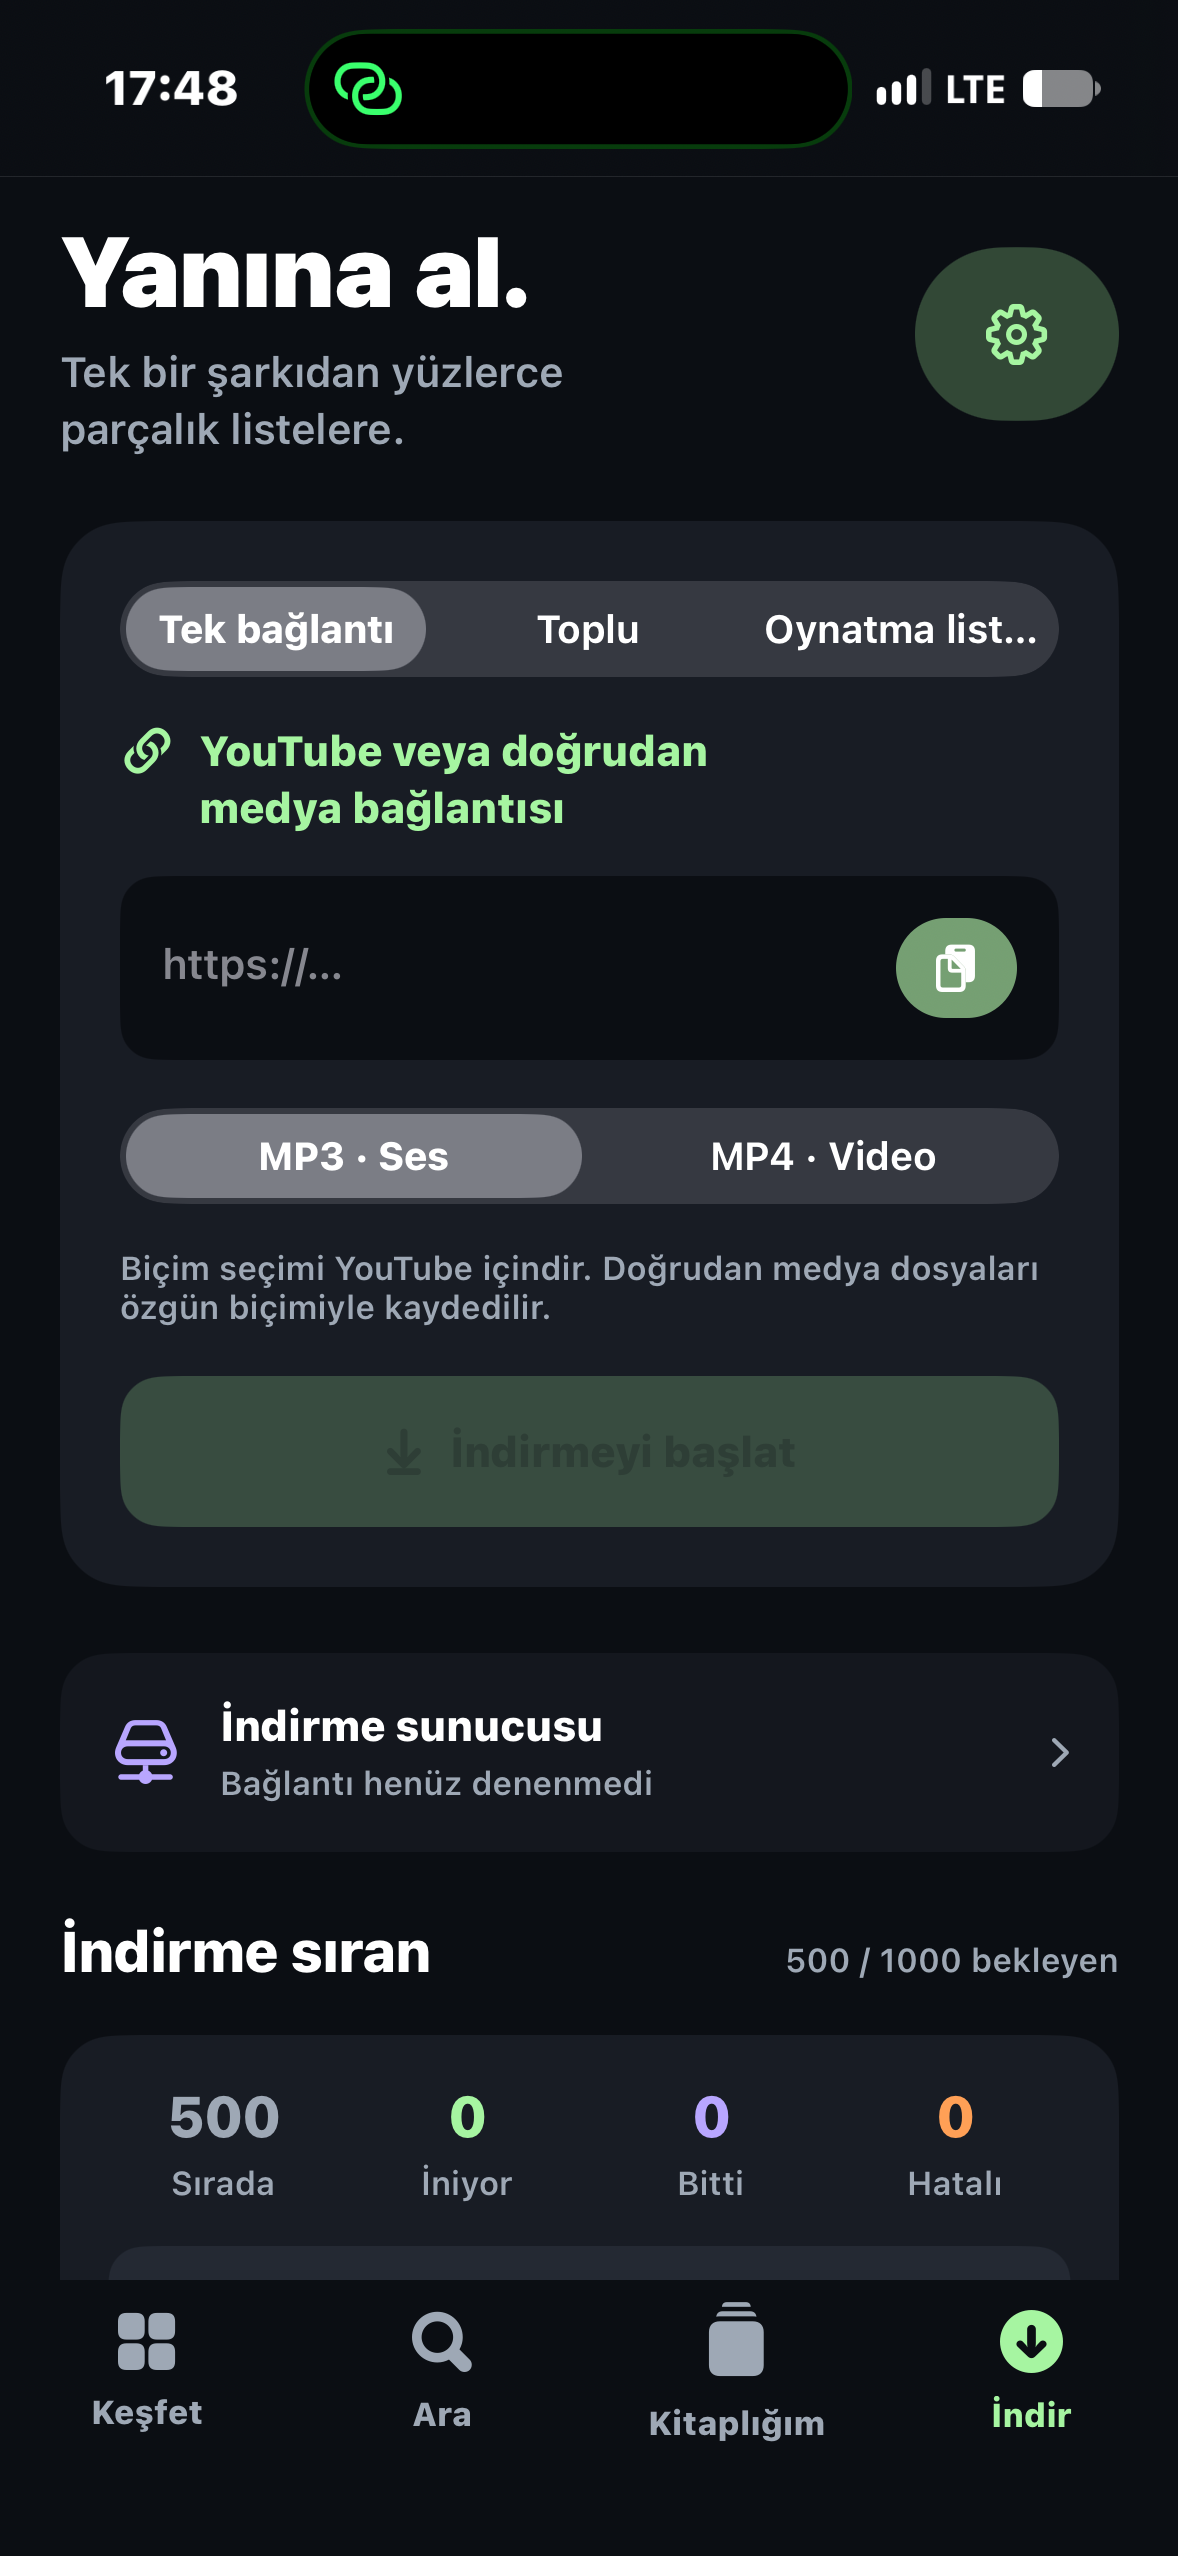 17:48
LTE
Yanına al.
Tek bir şarkıdan yüzlerce
parçalık listelere.
Tek bağlantı
Toplu
Oynatma list...
YouTube veya doğrudan
medya bağlantısı
https://...
MP3 · Ses
MP4 · Video
Biçim seçimi YouTube içindir. Doğrudan medya dosyaları
özgün biçimiyle kaydedilir.
İndirmeyi başlat
İndirme sunucusu
Bağlantı henüz denenmedi
İndirme sıran
500 / 1000 bekleyen
500
0
0
0
Sırada
İniyor
Bitti
Hatalı
Keşfet
Ara
Kitaplığım
İndir